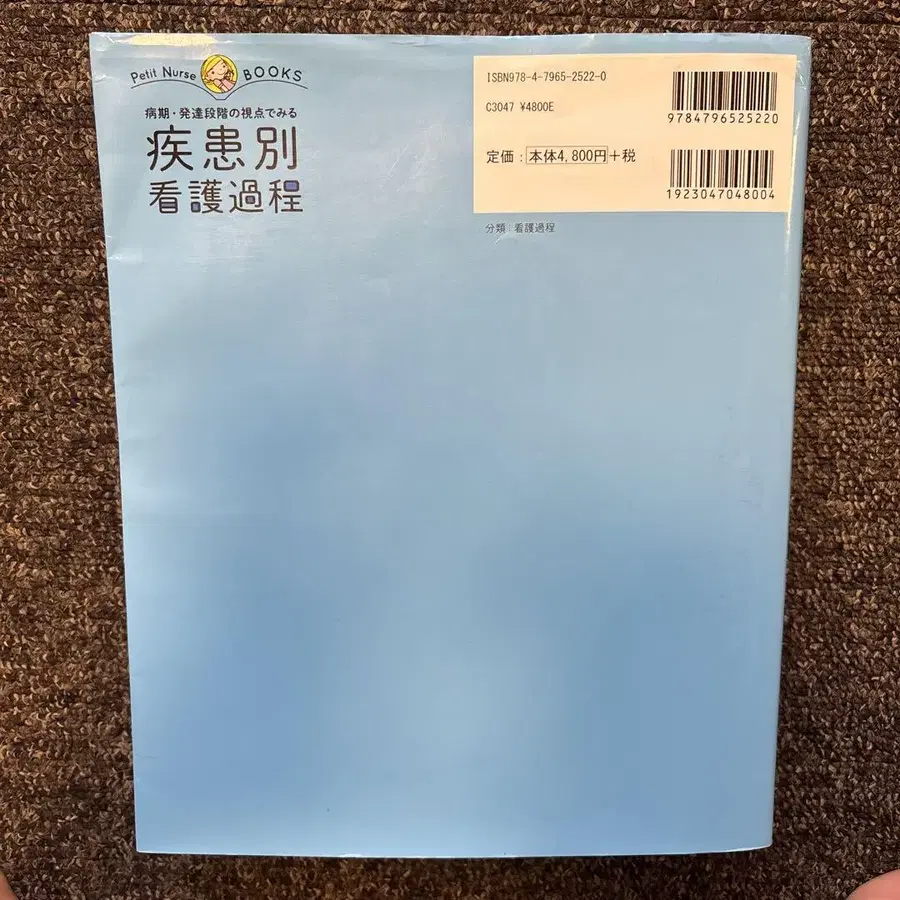 Petit Nurse BOOKS
病期・発達段階の視点でみる
疾患別
看護過程
ISBN978-4-7965-2522-0
C3047 ¥4800E
定価：本体4,800円+税
9784796525220
1923047048004
分類：看護過程